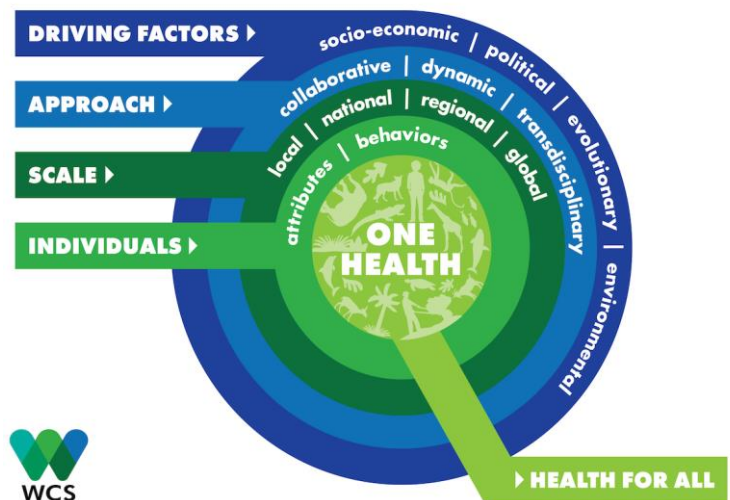 DRIVING FACTORS
socio-economic | political | evolutionary | environmental
APPROACH
collaborative | dynamic | transdisciplinary
SCALE
local | national | regional | global
INDIVIDUALS
attributes | behaviors
ONE
HEALTH
HEALTH FOR ALL
WCS